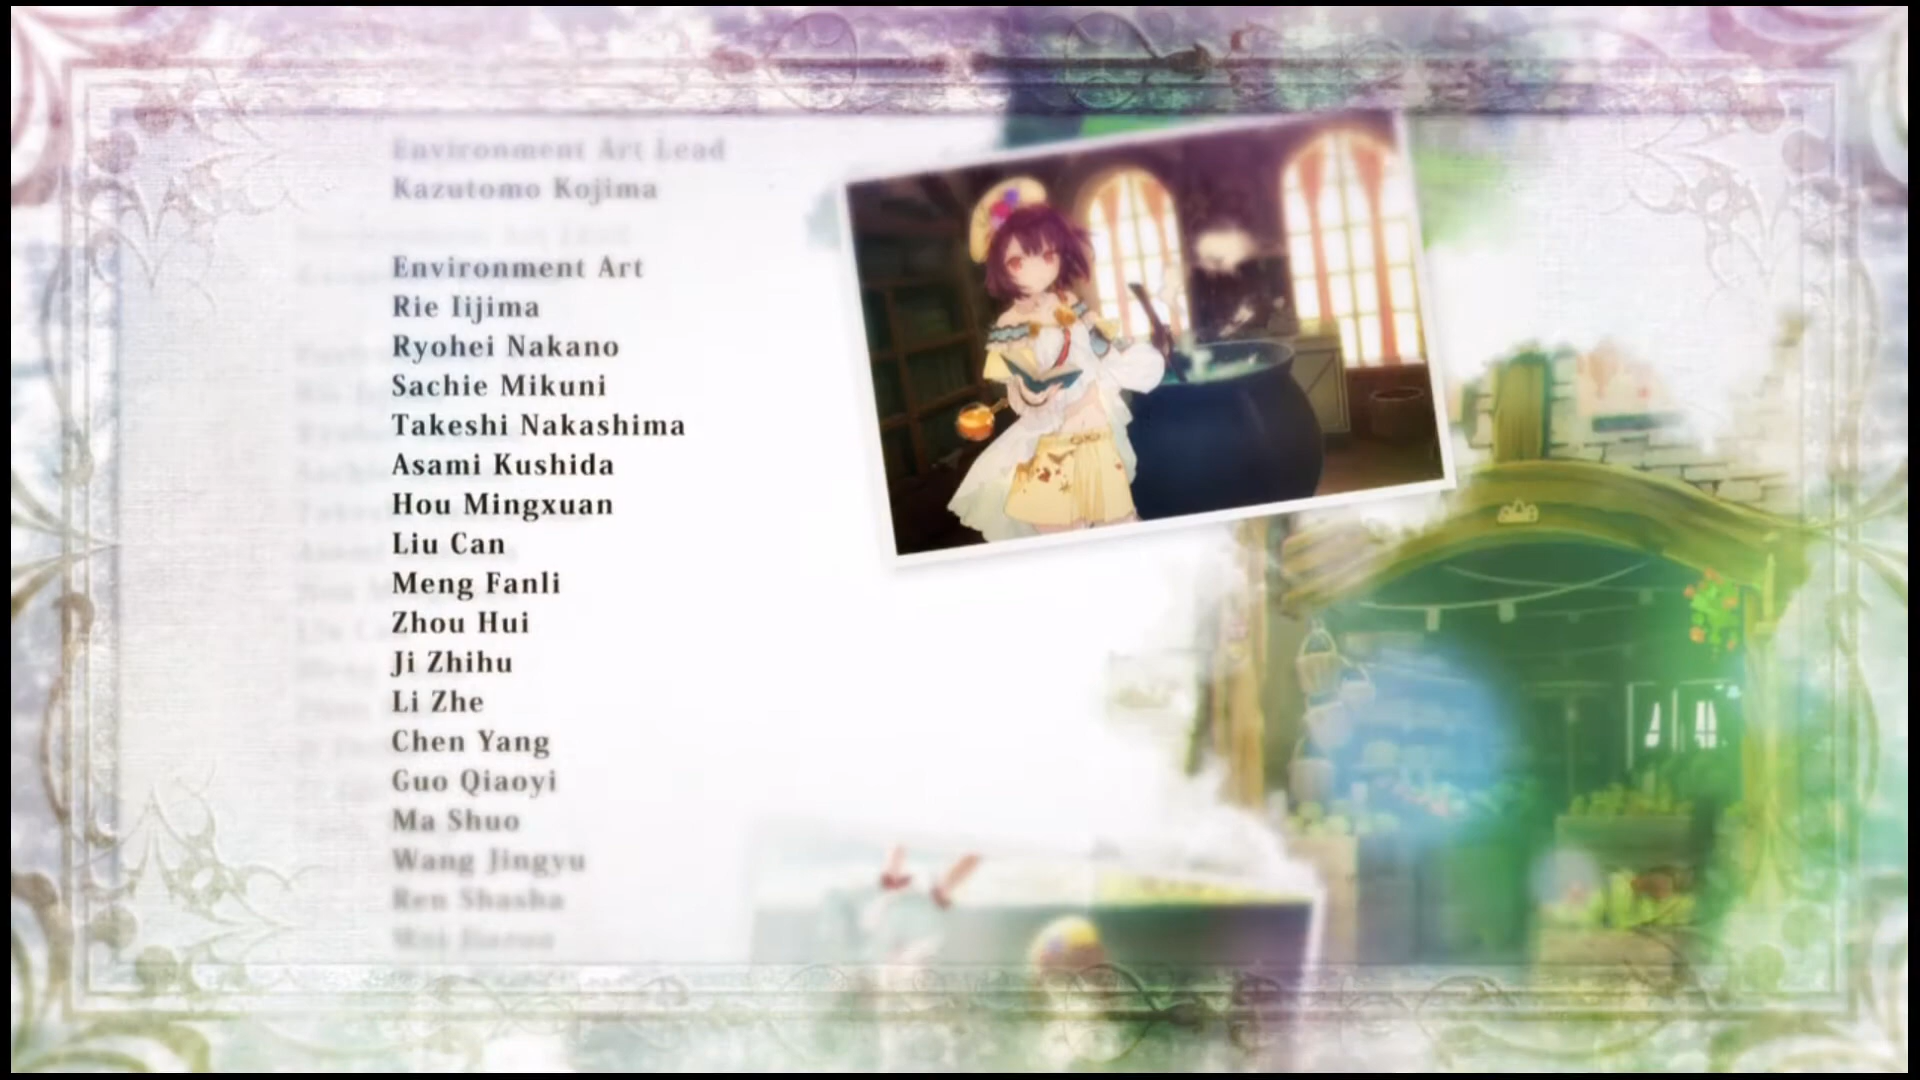 Environment Art Lead
Kazutomo Kojima
Environment Art
Rie Iijima
Ryohei Nakano
Sachie Mikuni
Takeshi Nakashima
Asami Kushida
Hou Mingxuan
Liu Can
Meng Fanli
Zhou Hui
Ji Zhihu
Li Zhe
Chen Yang
Guo Qiaoyi
Ma Shuo
Wang Jingyu
Ren Shasha